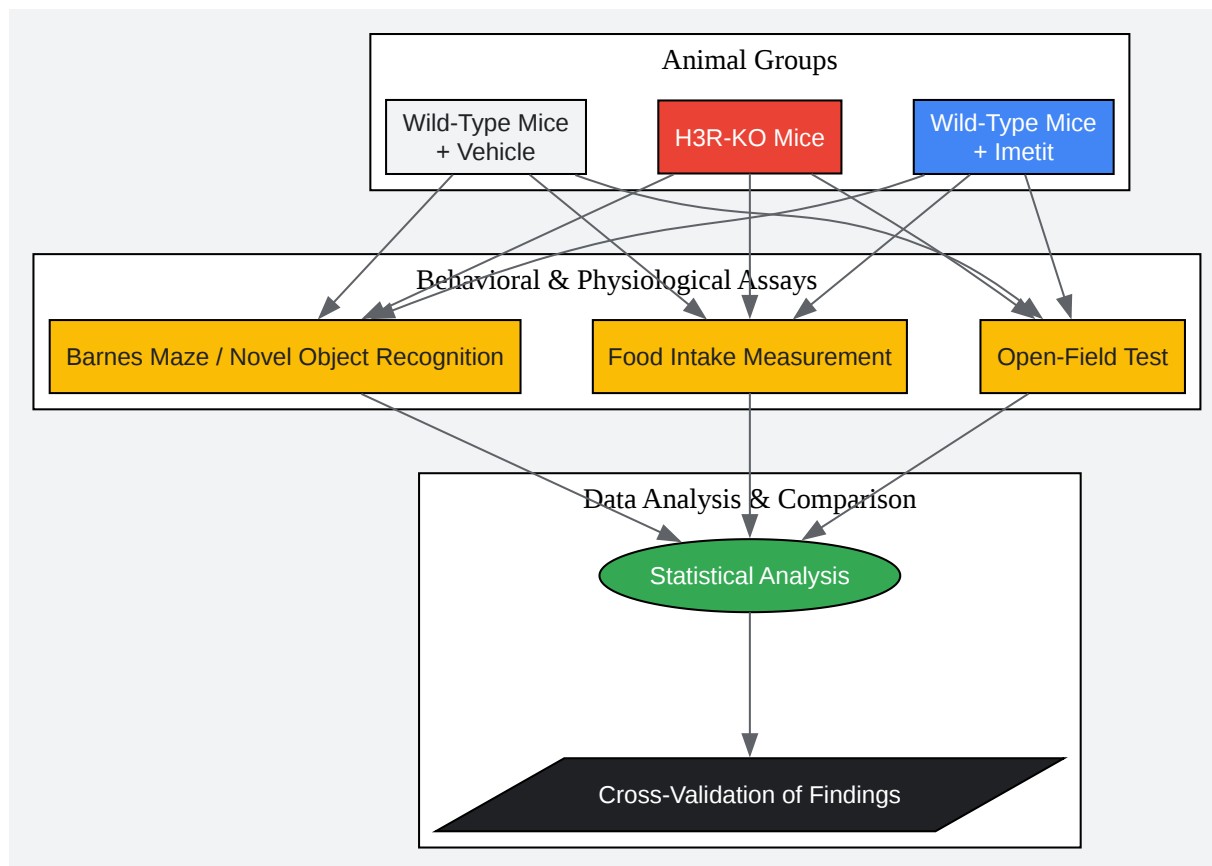 Animal Groups
Wild-Type Mice
+ Vehicle
H3R-KO Mice
Wild-Type Mice
+ Imetit
Behavioral & Physiological Assays
Barnes Maze / Novel Object Recognition
Food Intake Measurement
Open-Field Test
Data Analysis & Comparison
Statistical Analysis
Cross-Validation of Findings